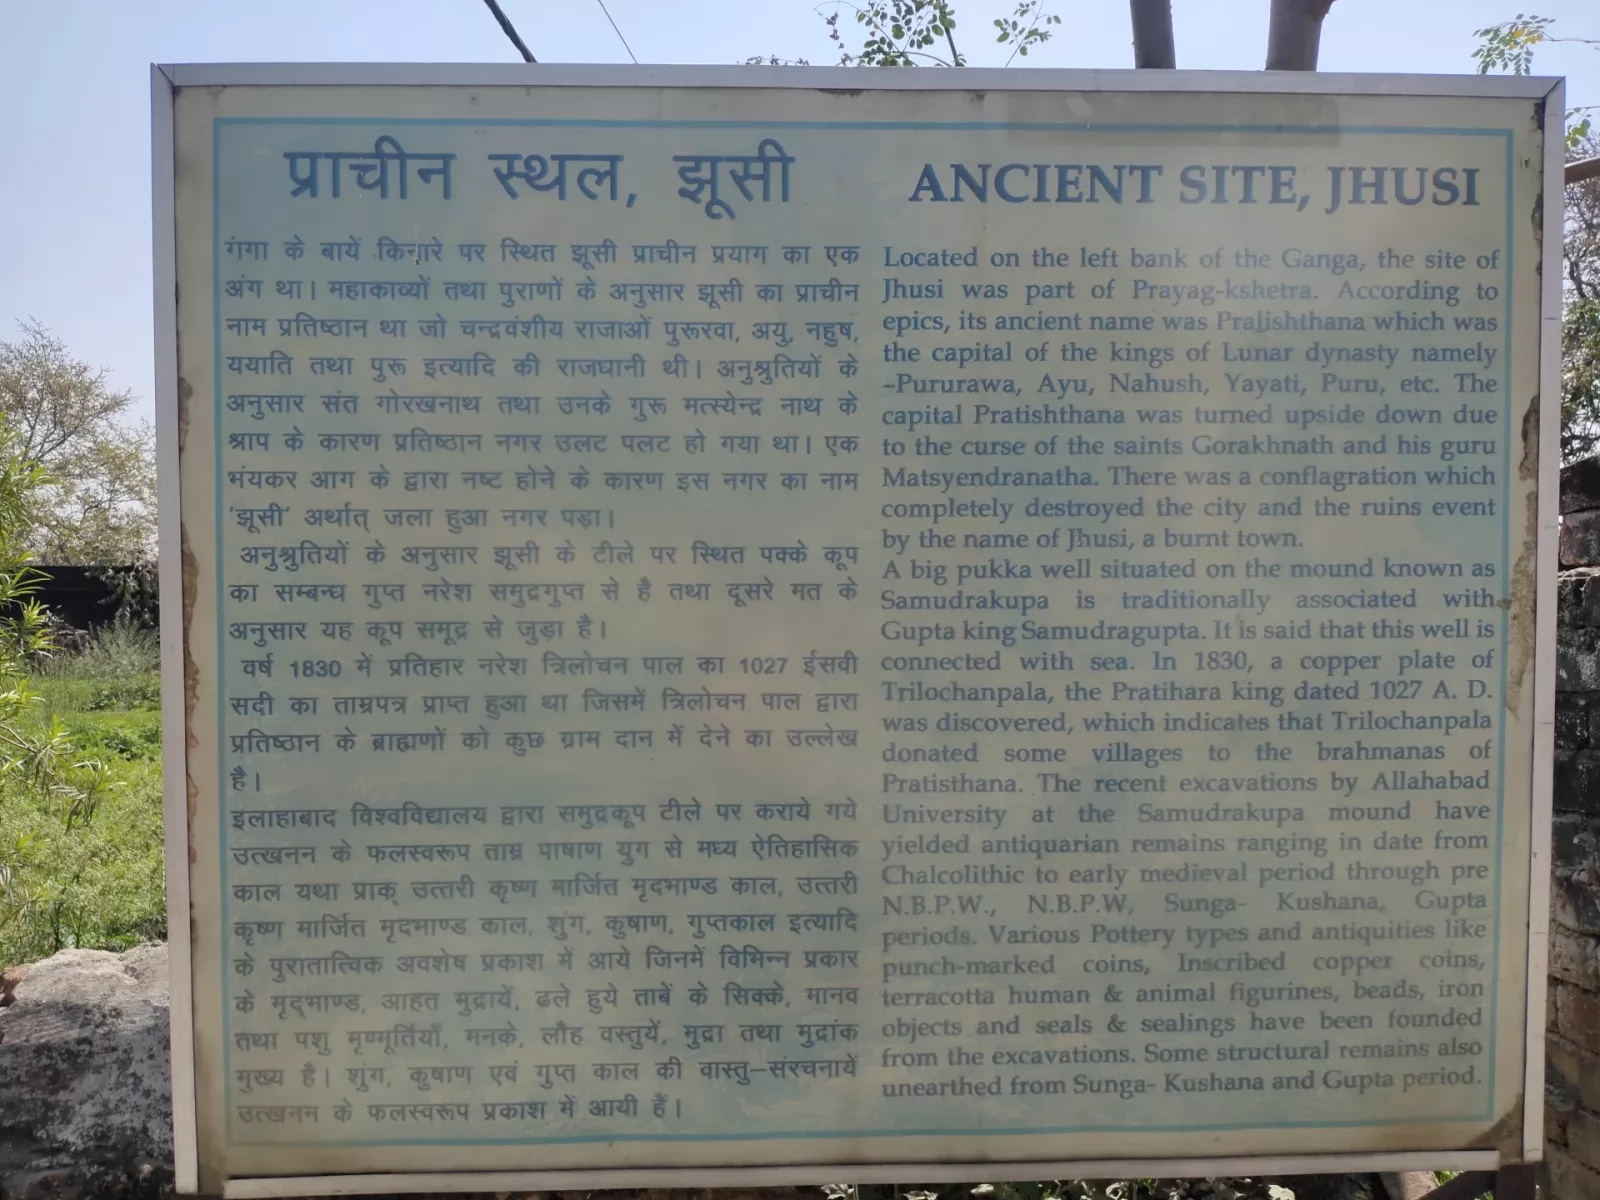 प्राचीन स्थल, झूसी
गंगा के बायें किनारे पर स्थित झूसी प्राचीन प्रयाग का एक
अंग था। महाकाव्यों तथा पुराणों के अनुसार झूसी का प्राचीन
नाम प्रतिष्ठान था जो चन्द्रवंशीय राजाओं पुरूरवा, अयु, नहुष,
ययाति तथा पुरू इत्यादि की राजधानी थी। अनुश्रुतियों के
अनुसार संत गोरखनाथ तथा उनके गुरू मत्स्येन्द्र नाथ के
श्राप के कारण प्रतिष्ठान नगर उलट पलट हो गया था। एक
भंयकर आग के द्वारा नष्ट होने के कारण इस नगर का नाम
'झूसी' अर्थात् जला हुआ नगर पड़ा।
अनुश्रुतियों के अनुसार झूसी के टीले पर स्थित पक्के कूप
का सम्बन्ध गुप्त नरेश समुद्रगुप्त से है तथा दूसरे मत के
अनुसार यह कूप समूद्र से जुड़ा है।
वर्ष 1830 में प्रतिहार नरेश त्रिलोचन पाल का 1027 ईसवी
सदी का ताम्रपत्र प्राप्त हुआ था जिसमें त्रिलोचन पाल द्वारा
प्रतिष्ठान के ब्राह्मणों को कुछ ग्राम दान में देने का उल्लेख
है।
इलाहाबाद विश्वविद्यालय द्वारा समुद्रकूप टीले पर कराये गये
उत्खनन के फलस्वरूप ताम्र पाषाण युग से मध्य ऐतिहासिक
काल यथा प्राक् उत्तरी कृष्ण मार्जित मृदभाण्ड काल, उत्तरी
कृष्ण मार्जित मृदभाण्ड काल, शुंग, कुषाण, गुप्तकाल इत्यादि
के पुरातात्विक अवशेष प्रकाश में आये जिनमें विभिन्न प्रकार
के मृद्भाण्ड, आहत मुद्रायें, ढले हुये ताबें के सिक्के, मानव
तथा पशु मृण्मूर्तियाँ, मनके, लौह वस्तुयें, मुद्रा तथा मुद्रांक
मुख्य है। शुंग, कुषाण एवं गुप्त काल की वास्तु–संरचनायें
उत्खनन के फलस्वरूप प्रकाश में आयी हैं।
ANCIENT SITE, JHUSI
Located on the left bank of the Ganga, the site of
Jhusi was part of Prayag-kshetra. According to
epics, its ancient name was Pralishthana which was
the capital of the kings of Lunar dynasty namely
-Pururawa, Ayu, Nahush, Yayati, Puru, etc. The
capital Pratishthana was turned upside down due
to the curse of the saints Gorakhnath and his guru
Matsyendranatha. There was a conflagration which
completely destroyed the city and the ruins event
by the name of Jhusi, a burnt town.
A big pukka well situated on the mound known as
Samudrakupa is traditionally associated with
Gupta king Samudragupta. It is said that this well is
connected with sea. In 1830, a copper plate of
Trilochanpala, the Pratihara king dated 1027 A. D.
was discovered, which indicates that Trilochanpala
donated some villages to the brahmanas of
Pratisthana. The recent excavations by Allahabad
University at the Samudrakupa mound have
yielded antiquarian remains ranging in date from
Chalcolithic to early medieval period through pre
N.B.P.W., N.B.P.W, Sunga- Kushana, Gupta
periods. Various Pottery types and antiquities like
punch-marked coins, Inscribed copper coins,
terracotta human & animal figurines, beads, iron
objects and seals & sealings have been founded
from the excavations. Some structural remains also
unearthed from Sunga- Kushana and Gupta period.